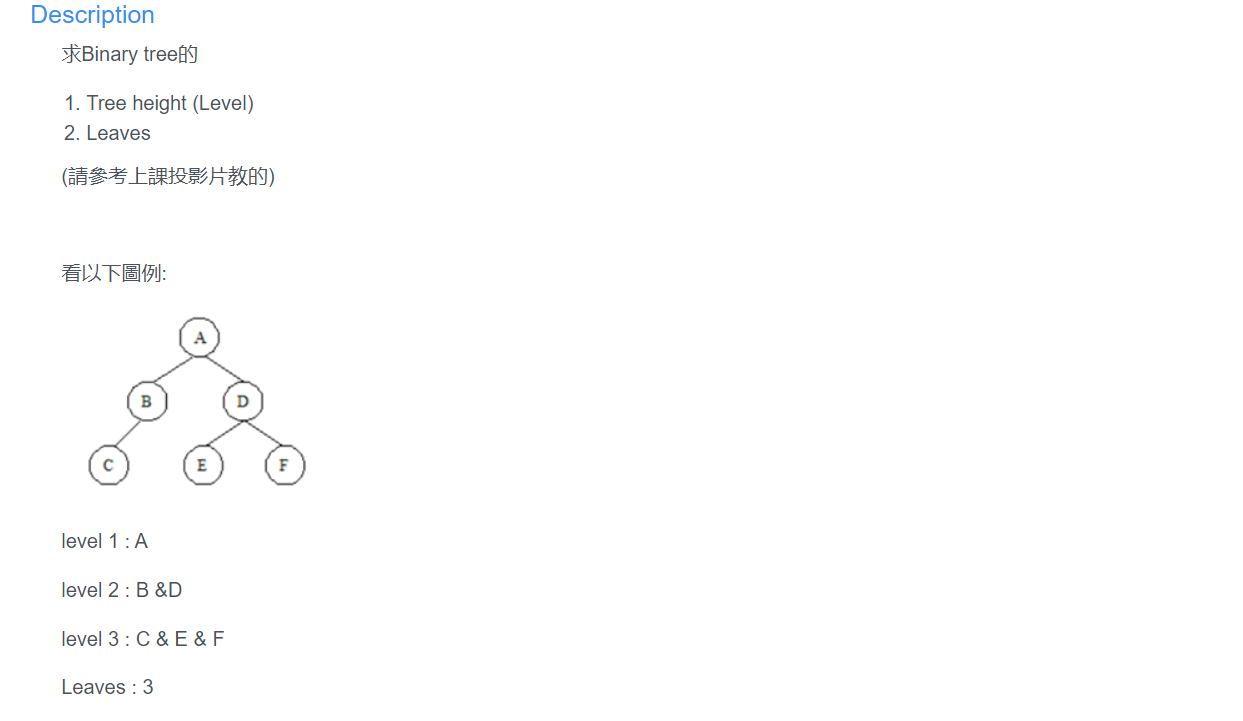 Description
求Binary tree的
1. Tree height (Level)
2. Leaves
(請參考上課投影片教的)
看以下圖例:
A
B D
C E F
level 1 : A
level 2 : B &D
level 3 : C & E & F
Leaves : 3